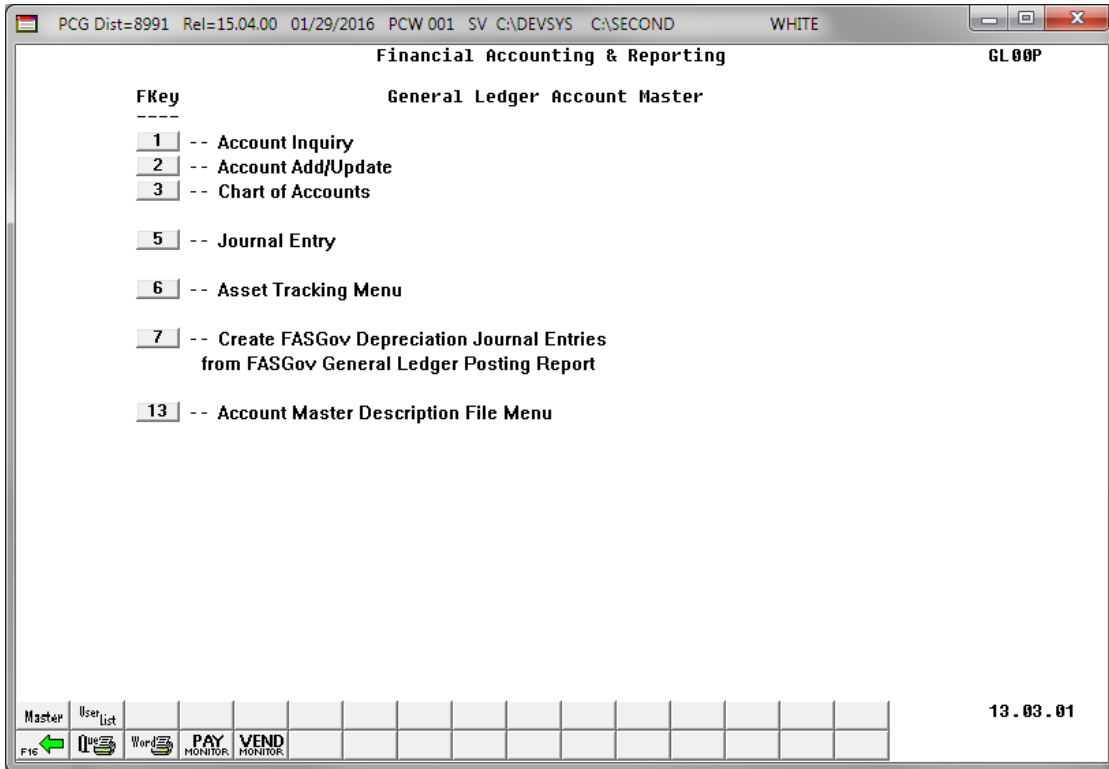 PCG Dist=8991 Rel=15.04.00 01/29/2016 PCW 001 SV C:\DEVSYS C:\SECOND WHITE
Financial Accounting & Reporting GL00P
FKey General Ledger Account Master
----
1 -- Account Inquiry
2 -- Account Add/Update
3 -- Chart of Accounts
5 -- Journal Entry
6 -- Asset Tracking Menu
7 -- Create FASGov Depreciation Journal Entries
from FASGov General Ledger Posting Report
13 -- Account Master Description File Menu
Master User List 13.03.01
F16 Que Word PAY MONITOR VEND MONITOR